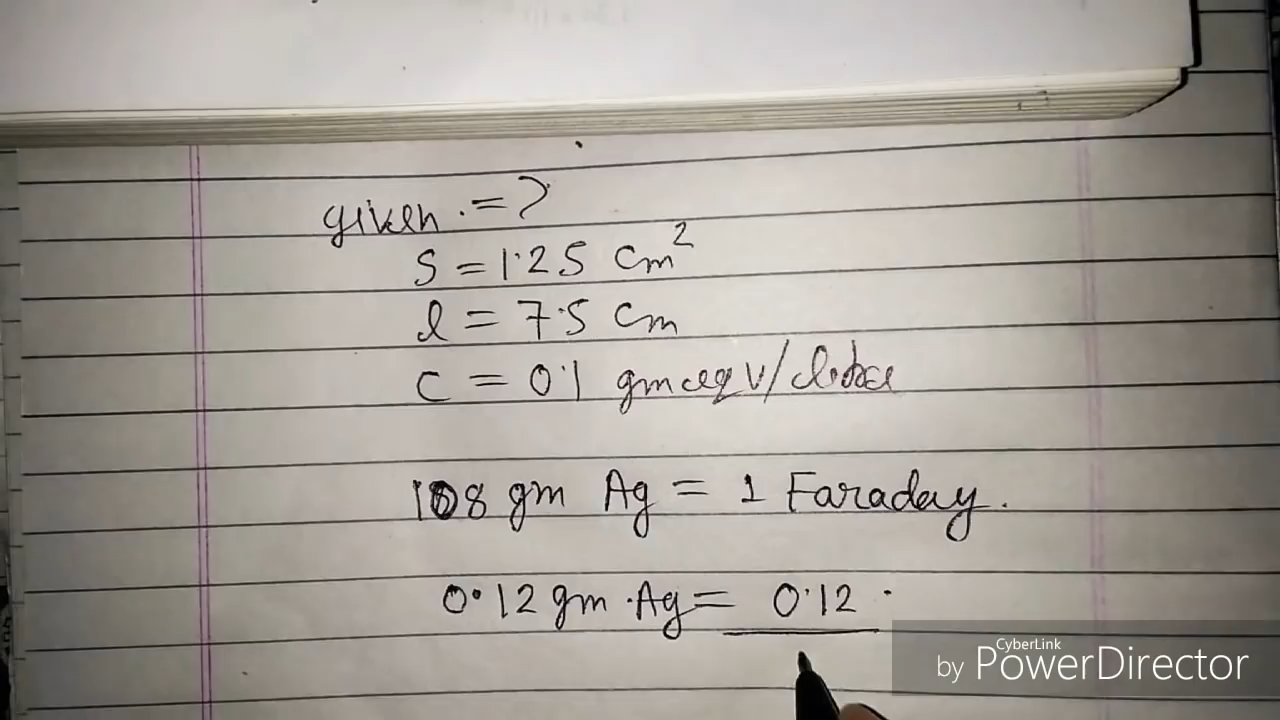 given .= ?
S = 1.25 cm²
l = 7.5 cm
C = 0.1 gm eqv/litre
108 gm Ag = 1 Faraday.
0.12 gm .Ag = 0.12
CyberLink
by PowerDirector